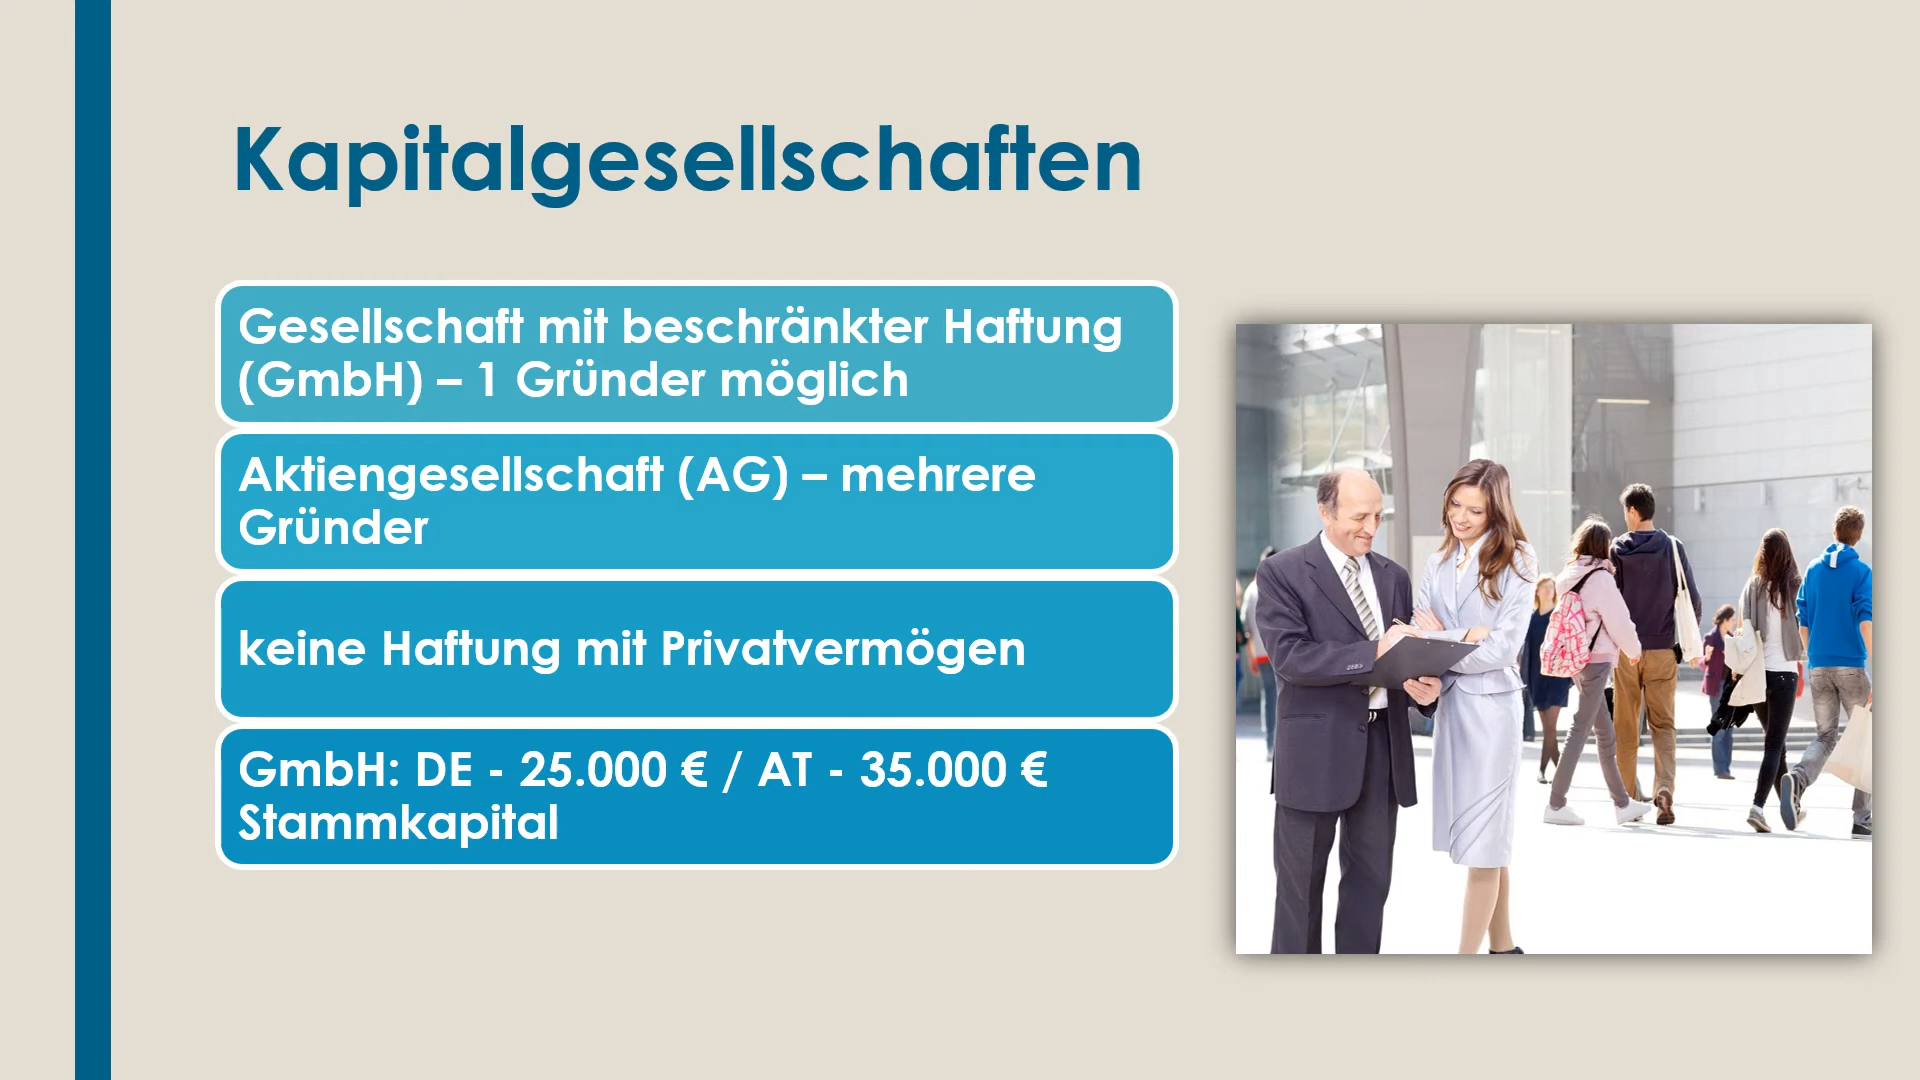 Kapitalgesellschaften
Gesellschaft mit beschränkter Haftung
(GmbH) – 1 Gründer möglich
Aktiengesellschaft (AG) – mehrere
Gründer
keine Haftung mit Privatvermögen
GmbH: DE - 25.000 € / AT - 35.000 €
Stammkapital